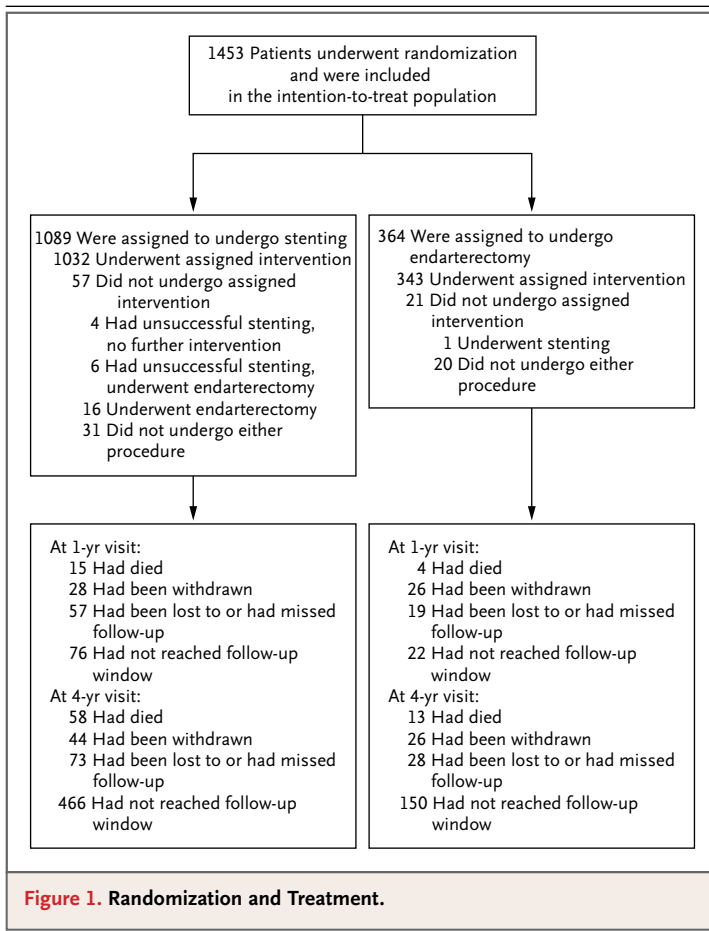 1453 Patients underwent randomization
and were included
in the intention-to-treat population
1089 Were assigned to undergo stenting
1032 Underwent assigned intervention
57 Did not undergo assigned
intervention
4 Had unsuccessful stenting,
no further intervention
6 Had unsuccessful stenting,
underwent endarterectomy
16 Underwent endarterectomy
31 Did not undergo either
procedure
364 Were assigned to undergo
endarterectomy
343 Underwent assigned intervention
21 Did not undergo assigned
intervention
1 Underwent stenting
20 Did not undergo either
procedure
At 1-yr visit:
15 Had died
28 Had been withdrawn
57 Had been lost to or had missed
follow-up
76 Had not reached follow-up
window
At 4-yr visit:
58 Had died
44 Had been withdrawn
73 Had been lost to or had missed
follow-up
466 Had not reached follow-up
window
At 1-yr visit:
4 Had died
26 Had been withdrawn
19 Had been lost to or had missed
follow-up
22 Had not reached follow-up
window
At 4-yr visit:
13 Had died
26 Had been withdrawn
28 Had been lost to or had missed
follow-up
150 Had not reached follow-up
window
Figure 1. Randomization and Treatment.